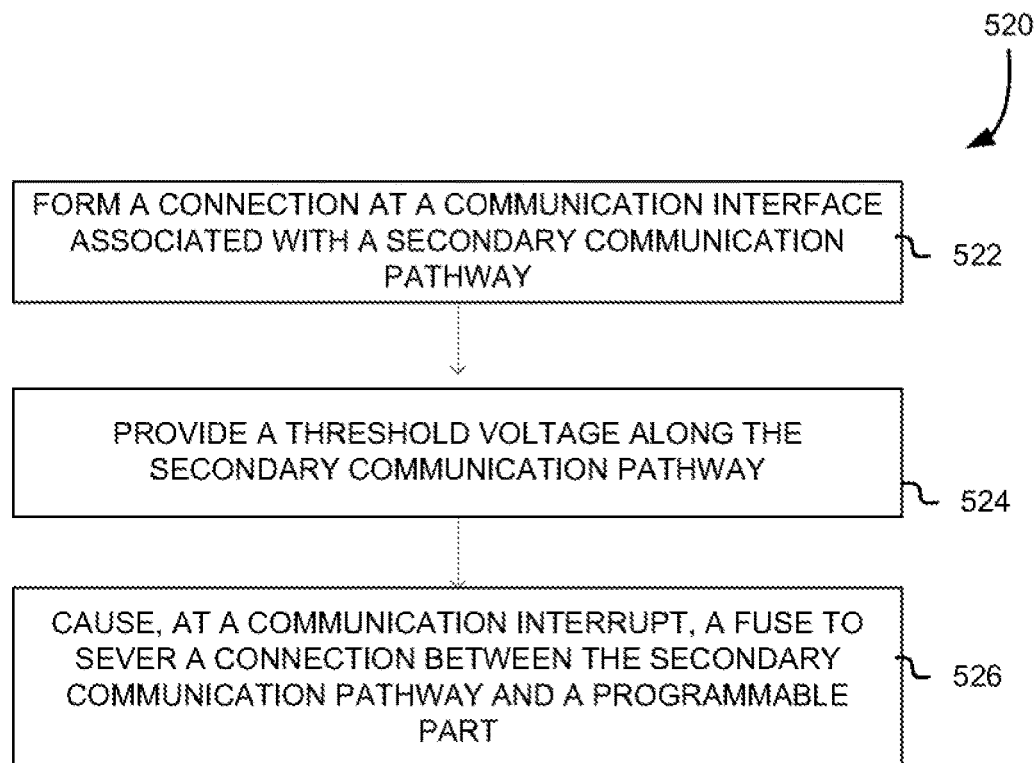 520
FORM A CONNECTION AT A COMMUNICATION INTERFACE
ASSOCIATED WITH A SECONDARY COMMUNICATION
PATHWAY
522
PROVIDE A THRESHOLD VOLTAGE ALONG THE
SECONDARY COMMUNICATION PATHWAY
524
CAUSE, AT A COMMUNICATION INTERRUPT, A FUSE TO
SEVER A CONNECTION BETWEEN THE SECONDARY
COMMUNICATION PATHWAY AND A PROGRAMMABLE
PART
526